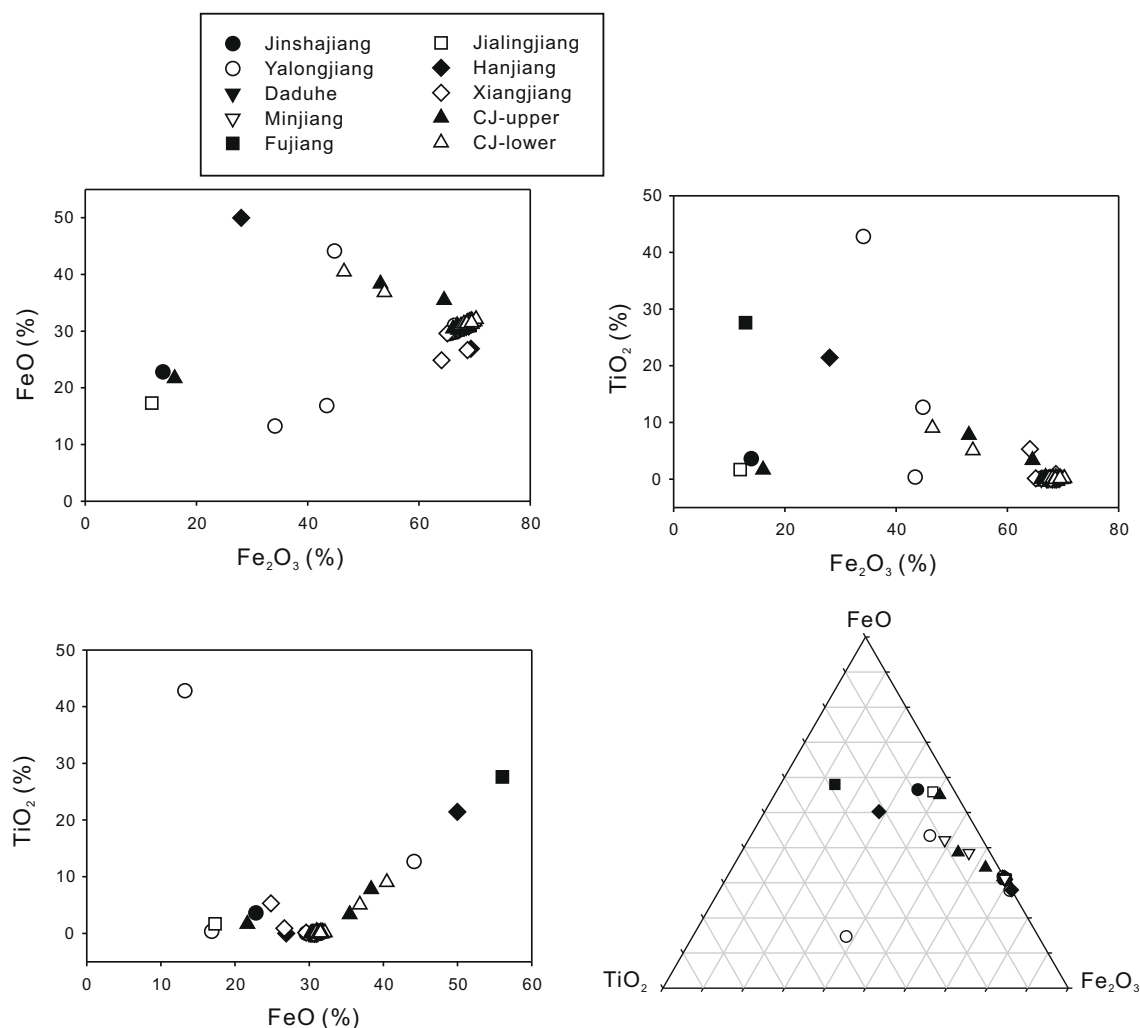 Jinshajiang
Yalongjiang
Daduhe
Minjiang
Fujiang
Jialingjiang
Hanjiang
Xiangjiang
CJ-upper
CJ-lower
50
40
30
20
10
0
FeO (%)
0 20 40 60 80
Fe₂O₃ (%)
50
40
30
20
10
0
TiO₂ (%)
0 20 40 60 80
Fe₂O₃ (%)
50
40
30
20
10
0
TiO₂ (%)
0 10 20 30 40 50 60
FeO (%)
FeO
TiO₂
Fe₂O₃